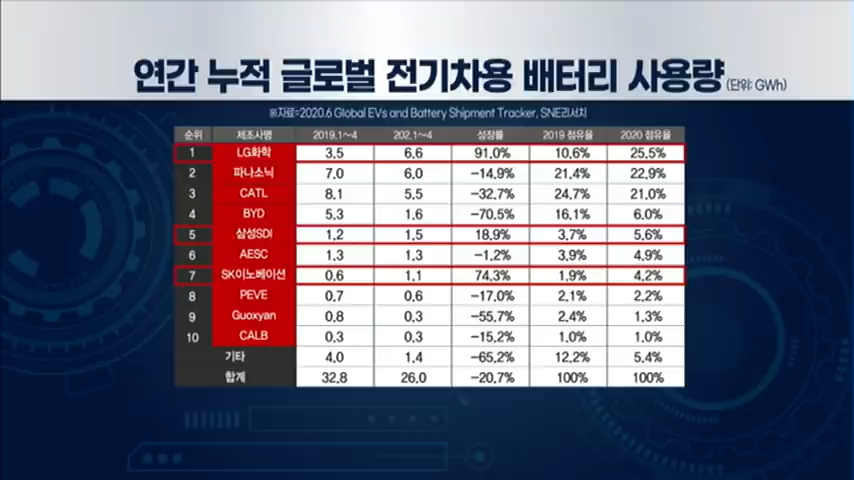 연간 누적 글로벌 전기차용 배터리 사용량 (단위: GWh)
※자료=2020.6 Global EVs and Battery Shipment Tracker, SNE리서치
순위 제조사명 2019.1~4 202.1~4 성장률 2019 점유율 2020 점유율
1 LG화학 3.5 6.6 91.0% 10.6% 25.5%
2 파나소닉 7.0 6.0 -14.9% 21.4% 22.9%
3 CATL 8.1 5.5 -32.7% 24.7% 21.0%
4 BYD 5.3 1.6 -70.5% 16.1% 6.0%
5 삼성SDI 1.2 1.5 18.9% 3.7% 5.6%
6 AESC 1.3 1.3 -1.2% 3.9% 4.9%
7 SK이노베이션 0.6 1.1 74.3% 1.9% 4.2%
8 PEVE 0.7 0.6 -17.0% 2.1% 2.2%
9 Guoxyan 0.8 0.3 -55.7% 2.4% 1.3%
10 CALB 0.3 0.3 -15.2% 1.0% 1.0%
기타 4.0 1.4 -65.2% 12.2% 5.4%
합계 32.8 26.0 -20.7% 100% 100%